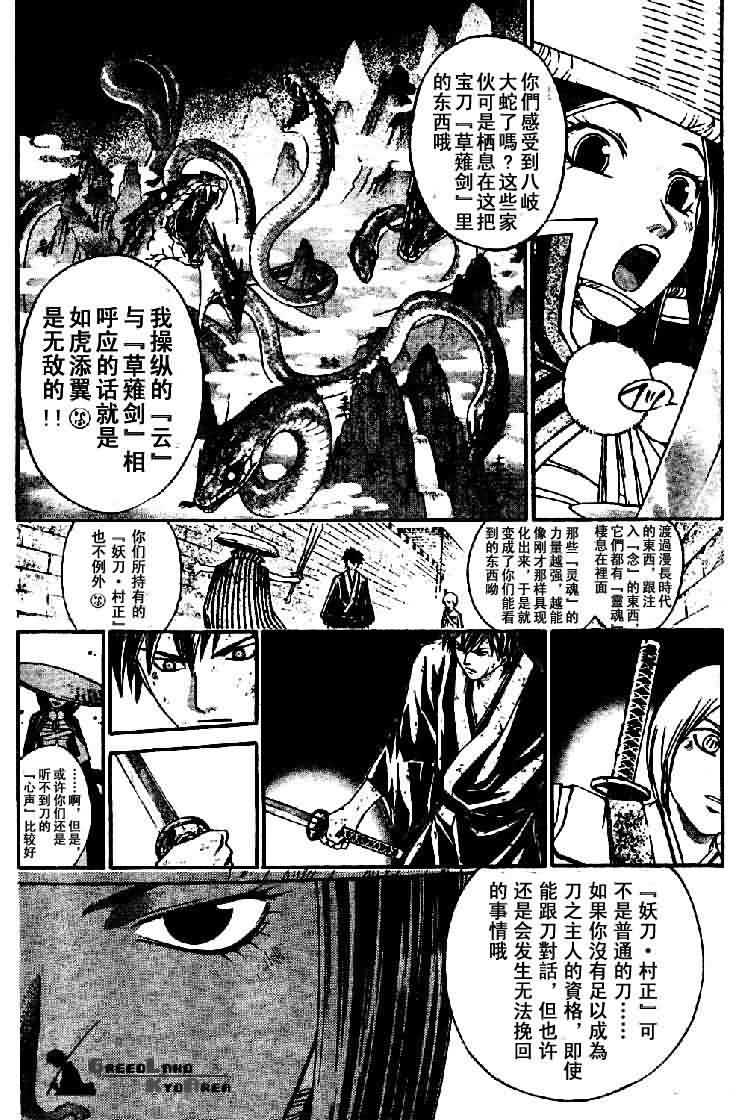 你們感受到八岐
大蛇了嗎？这些家
伙可是栖息在这把
宝刀『草薙剑』里
的东西哦
我操纵的『云』
与『草薙剑』相
呼应的话就是
如虎添翼
是无敌的！！
渡過漫長時代
的東西，跟注
入「念」的東西；
它們都有「靈魂」
棲息在裡面
那些「灵魂」的
力量越强，越能
像刚才那样具现
化出来，于是就
变成了你们能看
到的东西呦
你们所持有的
『妖刀・村正』
也不例外
……啊，但是，
或许你们还是
听不到刀的
『心声』比较好
『妖刀・村正』可
不是普通的刀……
如果你沒有足以成為
刀之主人的資格，即使
能跟刀對話，但也许
还是会发生无法挽回
的事情哦
GREEDLAND
KYOAREA